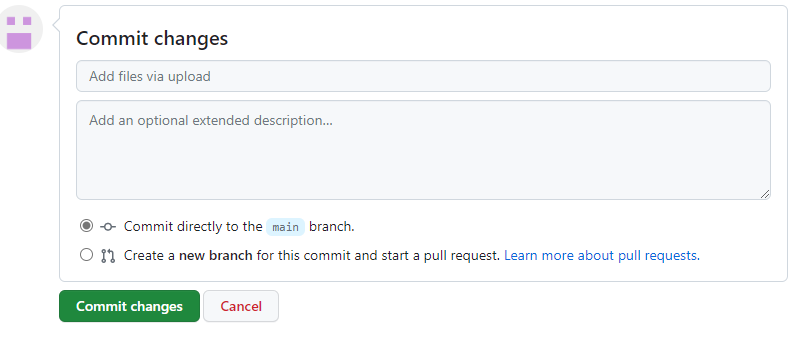 Commit changes
Add files via upload
Add an optional extended description...
Commit directly to the main branch.
Create a new branch for this commit and start a pull request. Learn more about pull requests.
Commit changes Cancel